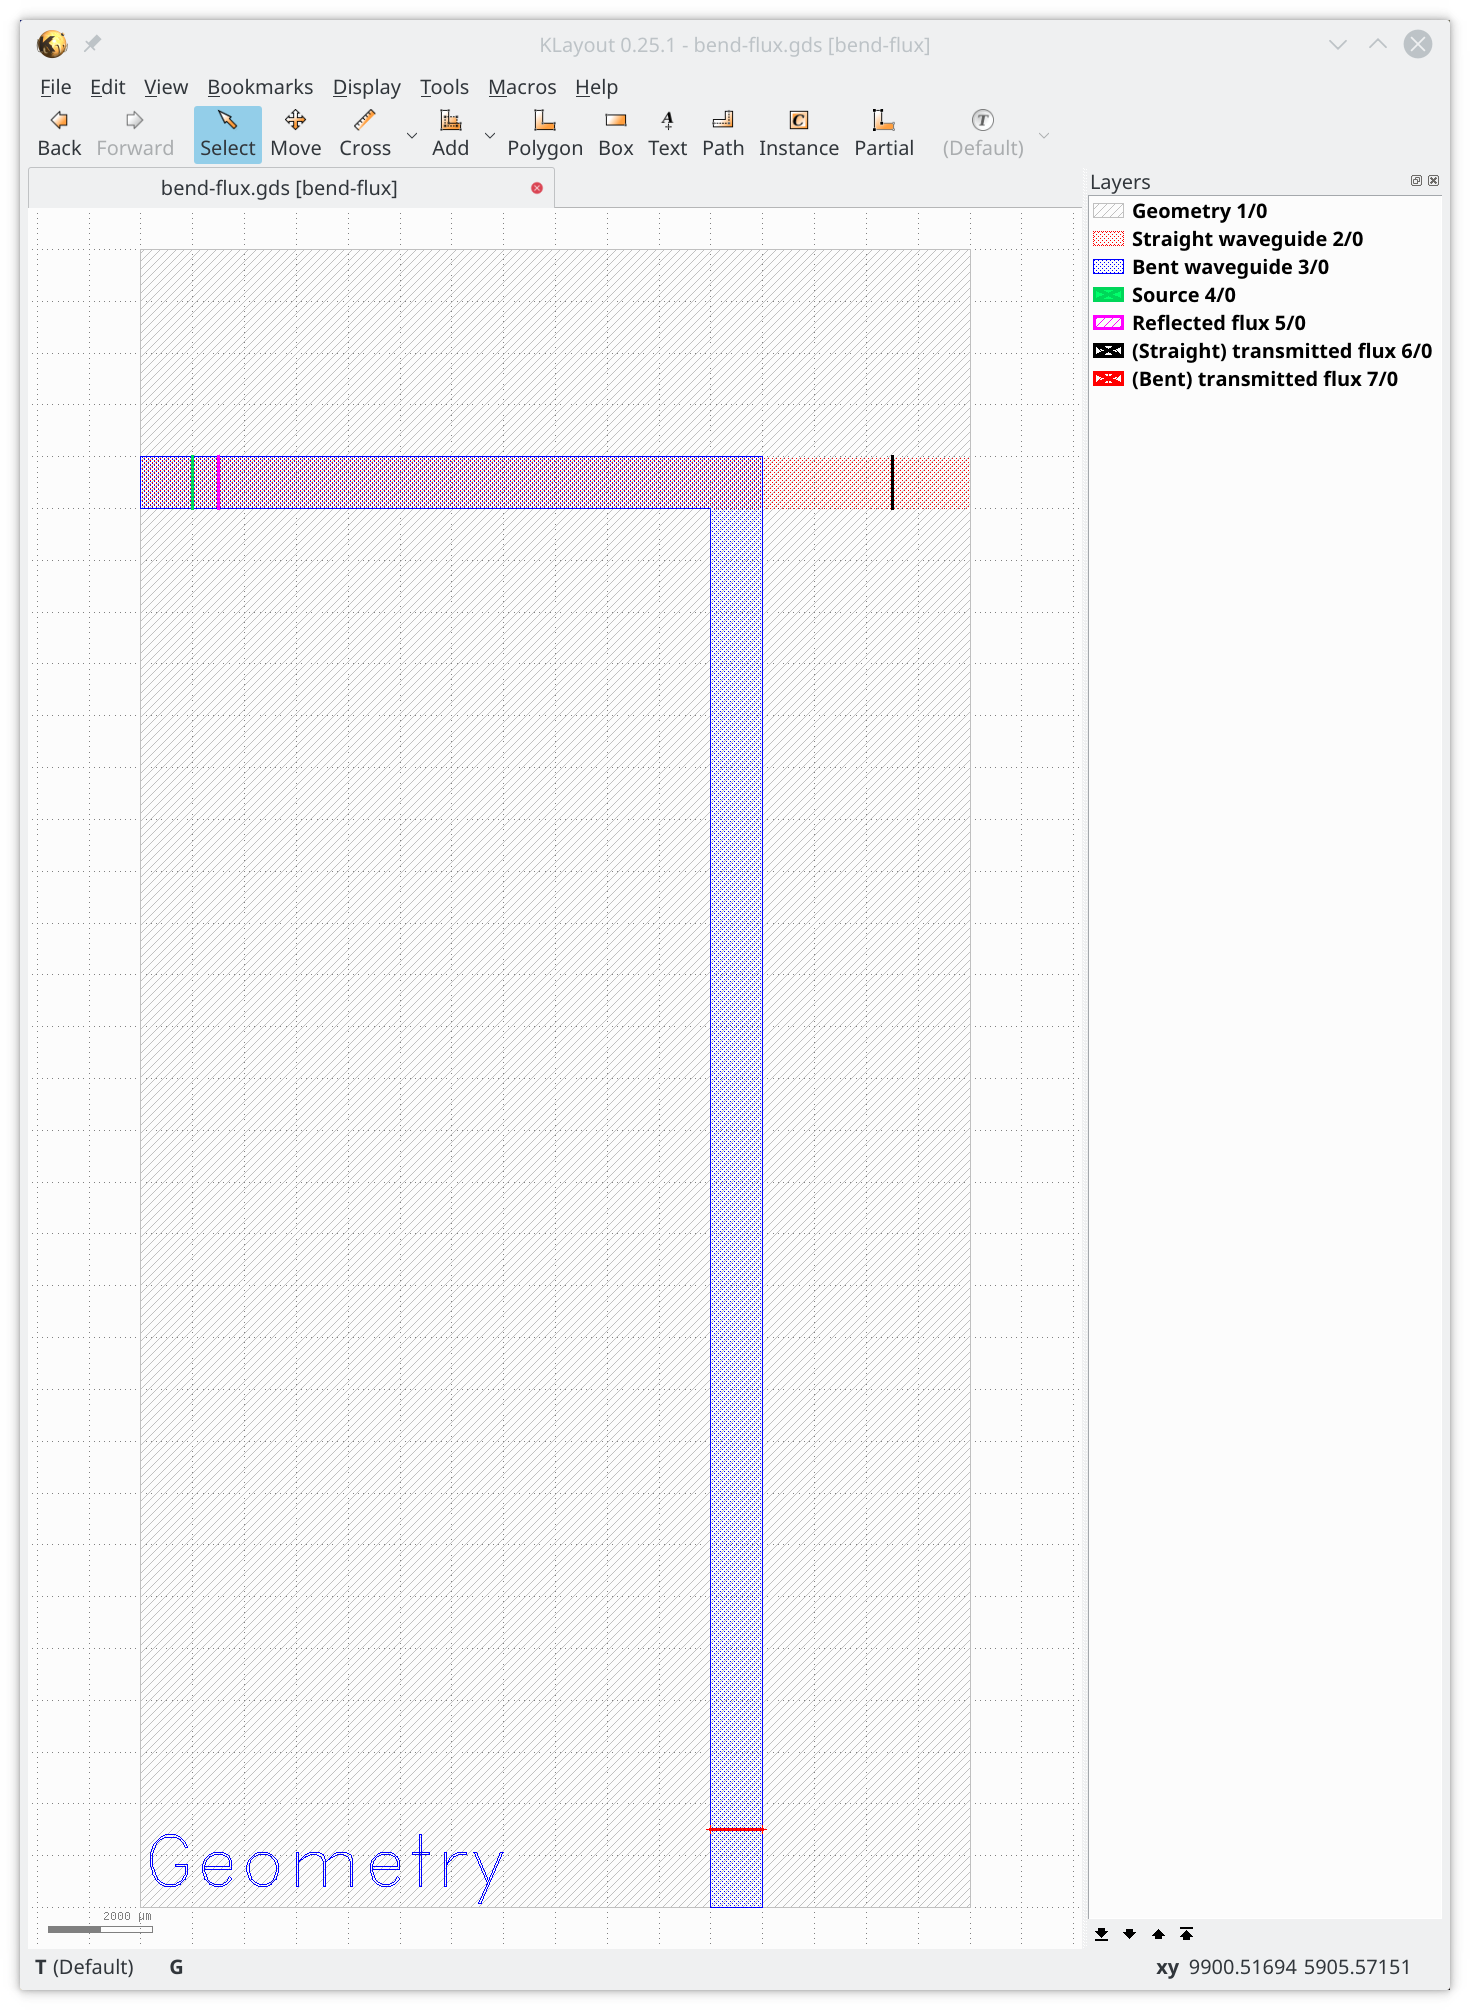 KLayout 0.25.1 - bend-flux.gds [bend-flux]
File Edit View Bookmarks Display Tools Macros Help
Back Forward Select Move Cross Add Polygon Box Text Path Instance Partial (Default)
bend-flux.gds [bend-flux]
Layers
Geometry 1/0
Straight waveguide 2/0
Bent waveguide 3/0
Source 4/0
Reflected flux 5/0
(Straight) transmitted flux 6/0
(Bent) transmitted flux 7/0
Geometry
2000 µm
T (Default) G xy 9900.51694 5905.57151